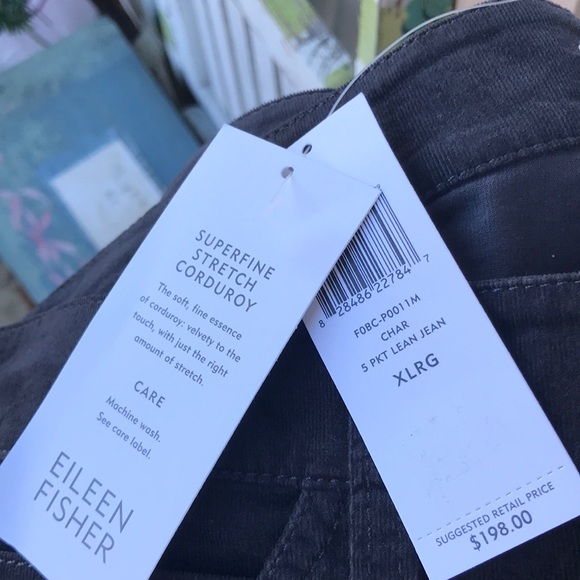 SUPERFINE
STRETCH
CORDUROY
The soft, fine essence
of corduroy: velvety to the
touch, with just the right
amount of stretch.
CARE
Machine wash.
See care label.
EILEEN
FISHER
8 28486 22784 7
F0BC-P0011M
CHAR
5 PKT LEAN JEAN
XLRG
SUGGESTED RETAIL PRICE
$198.00